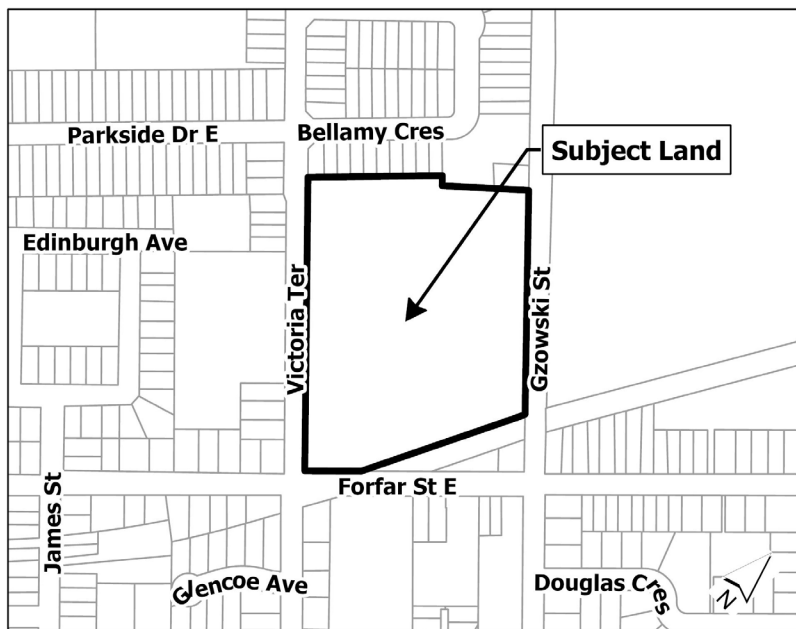 Parkside Dr E
Bellamy Cres
Subject Land
Edinburgh Ave
Victoria Ter
Gzowski St
James St
Forfar St E
Glencoe Ave
Douglas Cres
N